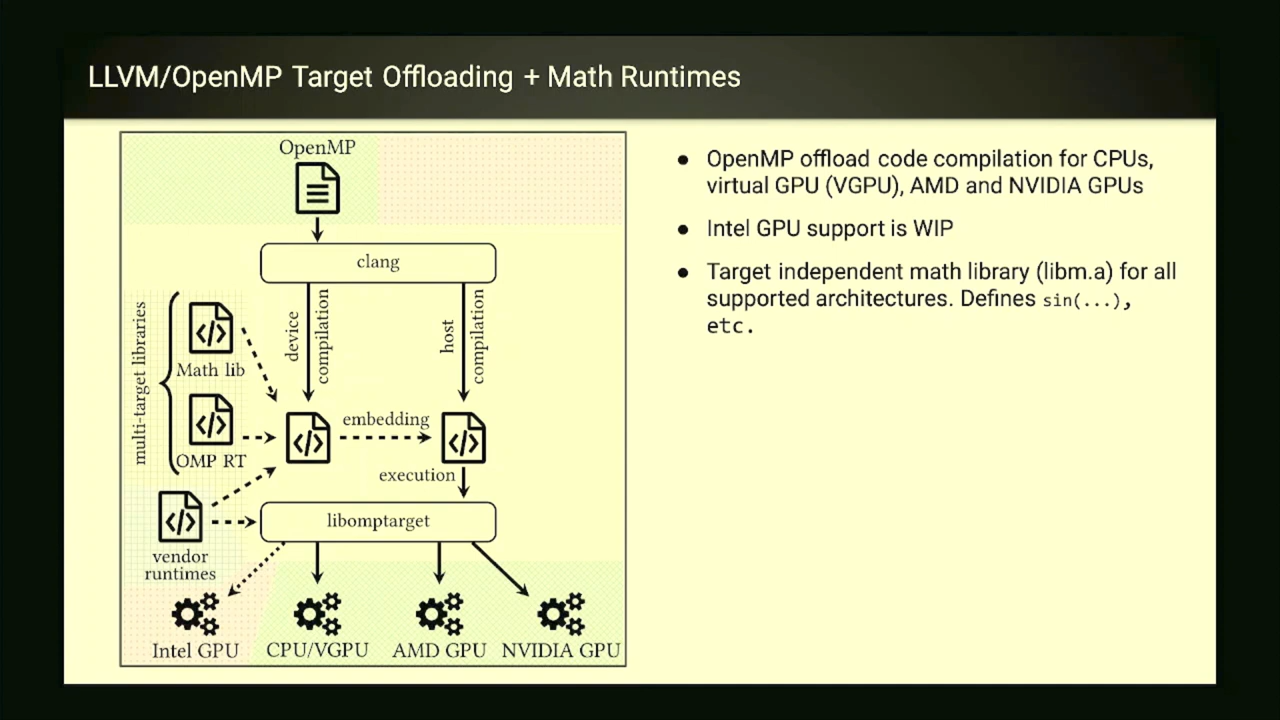 LLVM/OpenMP Target Offloading + Math Runtimes
OpenMP
clang
device
compilation
host
compilation
multi-target libraries
Math lib
OMP RT
embedding
execution
libomptarget
vendor
runtimes
Intel GPU
CPU/VGPU
AMD GPU
NVIDIA GPU
● OpenMP offload code compilation for CPUs,
virtual GPU (VGPU), AMD and NVIDIA GPUs
● Intel GPU support is WIP
● Target independent math library (libm.a) for all
supported architectures. Defines sin(...),
etc.